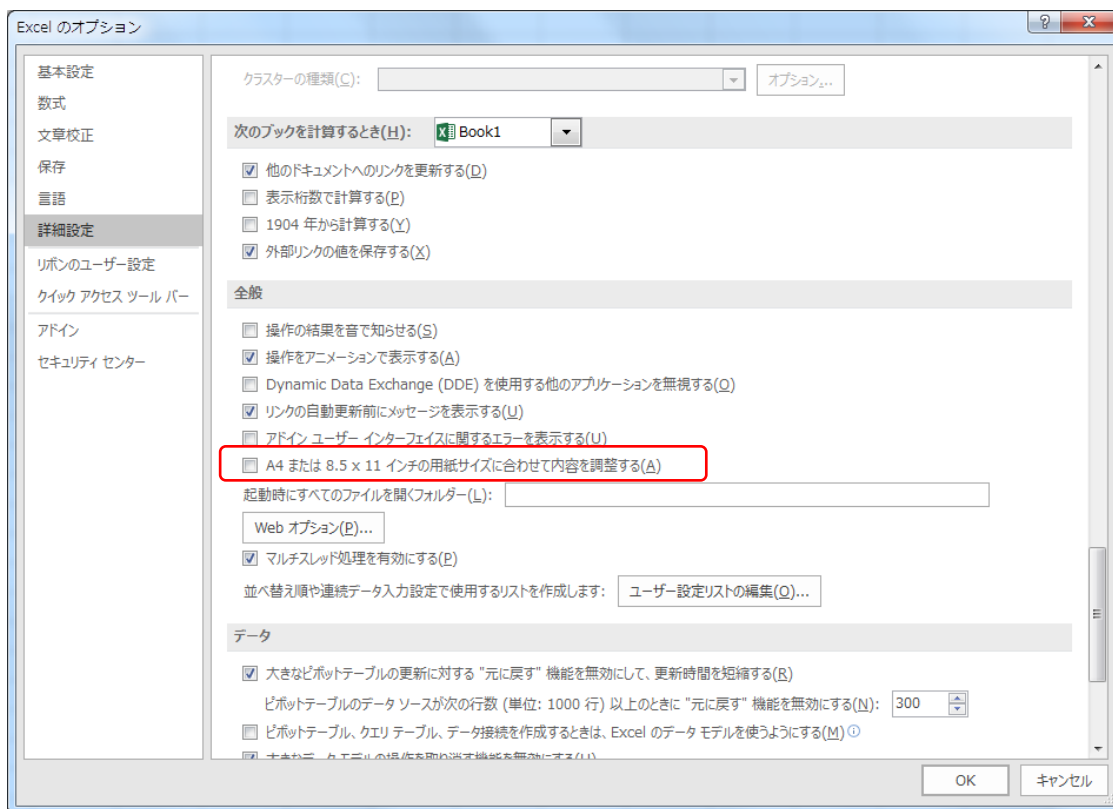 Excel のオプション
基本設定
数式
文章校正
保存
言語
詳細設定
リボンのユーザー設定
クイック アクセス ツール バー
アドイン
セキュリティ センター
クラスターの種類(C):
オプション...
次のブックを計算するとき(H): Book1
他のドキュメントへのリンクを更新する(D)
表示桁数で計算する(P)
1904 年から計算する(Y)
外部リンクの値を保存する(X)
全般
操作の結果を音で知らせる(S)
操作をアニメーションで表示する(A)
Dynamic Data Exchange (DDE) を使用する他のアプリケーションを無視する(O)
リンクの自動更新前にメッセージを表示する(U)
アドイン ユーザー インターフェイスに関するエラーを表示する(U)
A4 または 8.5 x 11 インチの用紙サイズに合わせて内容を調整する(A)
起動時にすべてのファイルを開くフォルダー(L):
Web オプション(P)...
マルチスレッド処理を有効にする(P)
並べ替え順や連続データ入力設定で使用するリストを作成します: ユーザー設定リストの編集(O)...
データ
大きなピボットテーブルの更新に対する "元に戻す" 機能を無効にして、更新時間を短縮する(R)
ピボットテーブルのデータ ソースが次の行数 (単位: 1000 行) 以上のときに "元に戻す" 機能を無効にする(N): 300
ピボットテーブル、クエリ テーブル、データ接続を作成するときは、Excel のデータ モデルを使うようにする(M)
大きなデータ モデルの操作を取り消す機能を無効にする(U)
OK
キャンセル